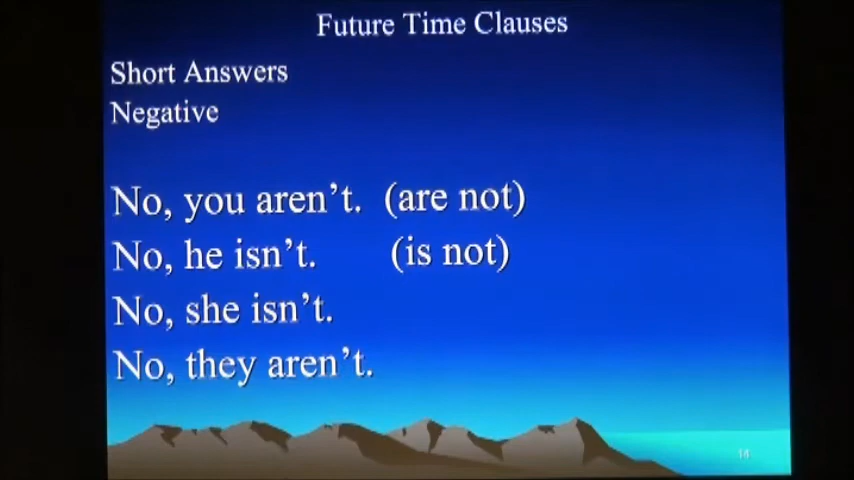 Future Time Clauses
Short Answers
Negative
No, you aren't. (are not)
No, he isn't. (is not)
No, she isn't.
No, they aren't.
14